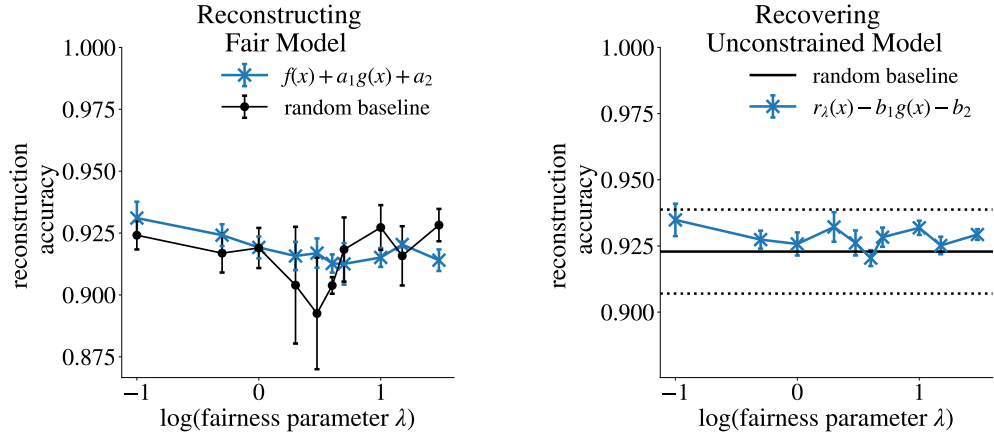 Reconstructing
Fair Model
1.000
0.975
0.950
0.925
0.900
0.875
reconstruction
accuracy
f(x) + a₁g(x) + a₂
random baseline
−1
0
1
log(fairness parameter λ)
Recovering
Unconstrained Model
1.000
0.975
0.950
0.925
0.900
reconstruction
accuracy
random baseline
r_λ(x) − b₁g(x) − b₂
−1
0
1
log(fairness parameter λ)